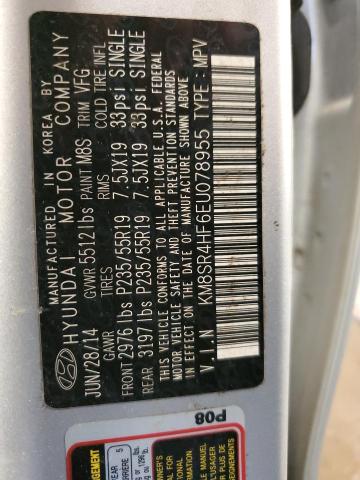 MANUFACTURED IN KOREA BY
HYUNDAI MOTOR COMPANY
JUN/28/14 GVWR 5512 lbs PAINT M8S TRIM VFG
GAWR TIRES RIMS COLD TIRE INFL
FRONT 2976 lbs P235/55R19 7.5JX19 33psi SINGLE
REAR 3197 lbs P235/55R19 7.5JX19 33psi SINGLE
THIS VEHICLE CONFORMS TO ALL APPLICABLE U.S.A. FEDERAL
MOTOR VEHICLE SAFETY AND THEFT PREVENTION STANDARDS
IN EFFECT ON THE DATE OF MANUFACTURE SHOWN ABOVE
V.I.N KM8SR4HF6EU078955 TYPE: MPV
P08